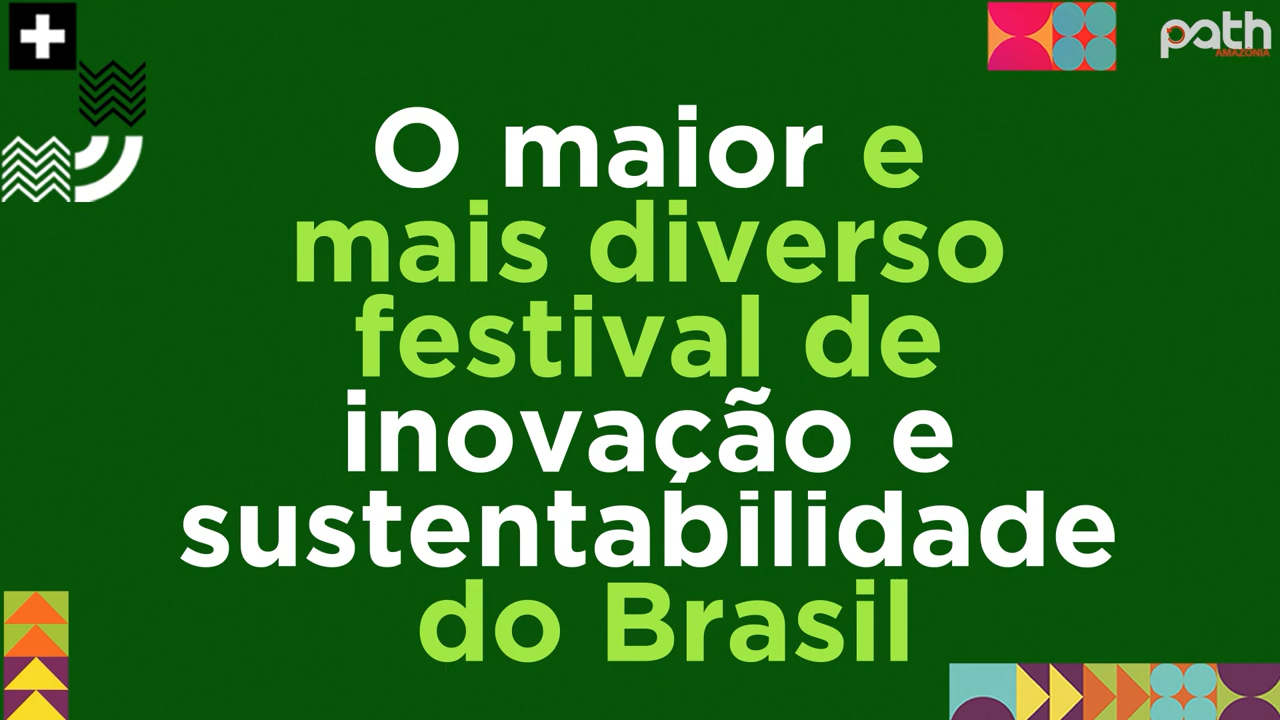 path
AMAZÔNIA
O maior e
mais diverso
festival de
inovação e
sustentabilidade
do Brasil